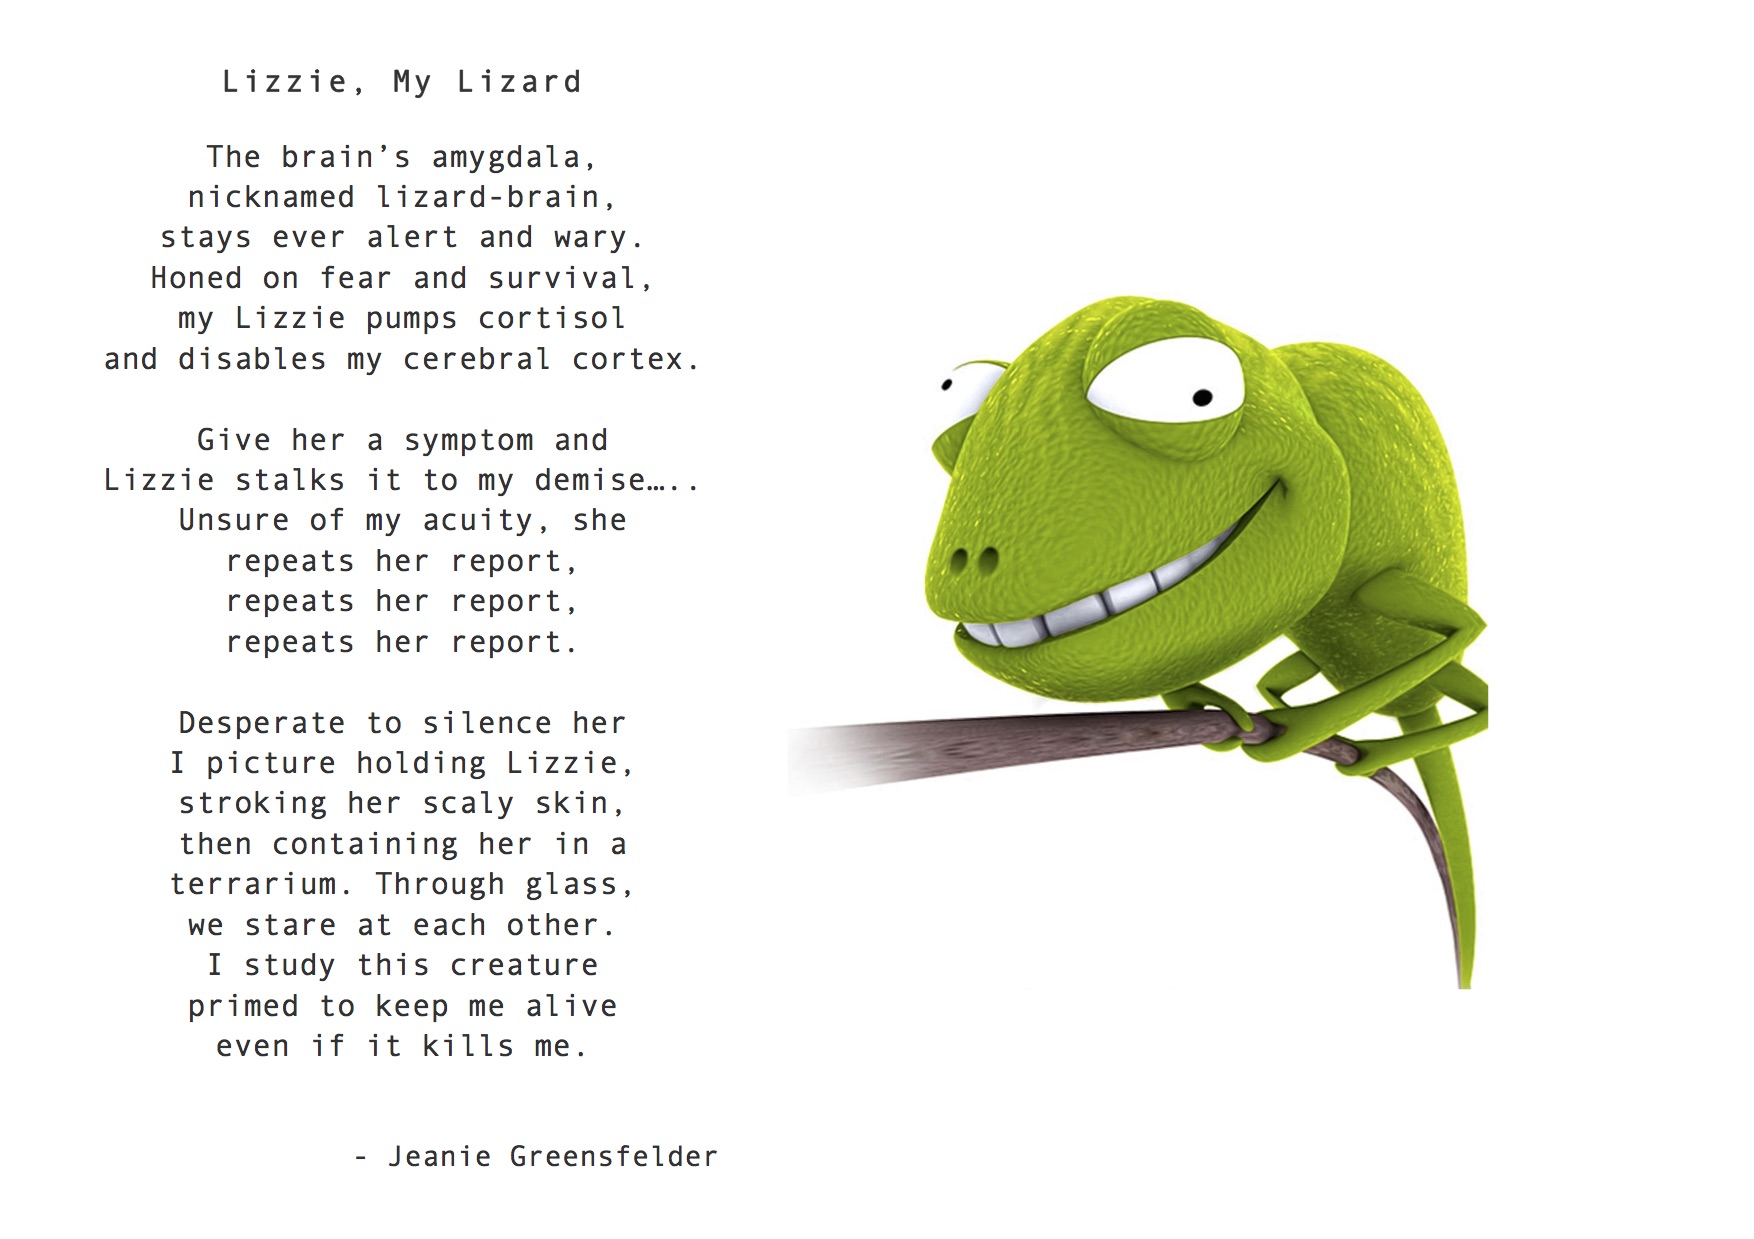 Lizzie, My Lizard
The brain’s amygdala,
nicknamed lizard-brain,
stays ever alert and wary.
Honed on fear and survival,
my Lizzie pumps cortisol
and disables my cerebral cortex.
Give her a symptom and
Lizzie stalks it to my demise…..
Unsure of my acuity, she
repeats her report,
repeats her report,
repeats her report.
Desperate to silence her
I picture holding Lizzie,
stroking her scaly skin,
then containing her in a
terrarium. Through glass,
we stare at each other.
I study this creature
primed to keep me alive
even if it kills me.
- Jeanie Greensfelder